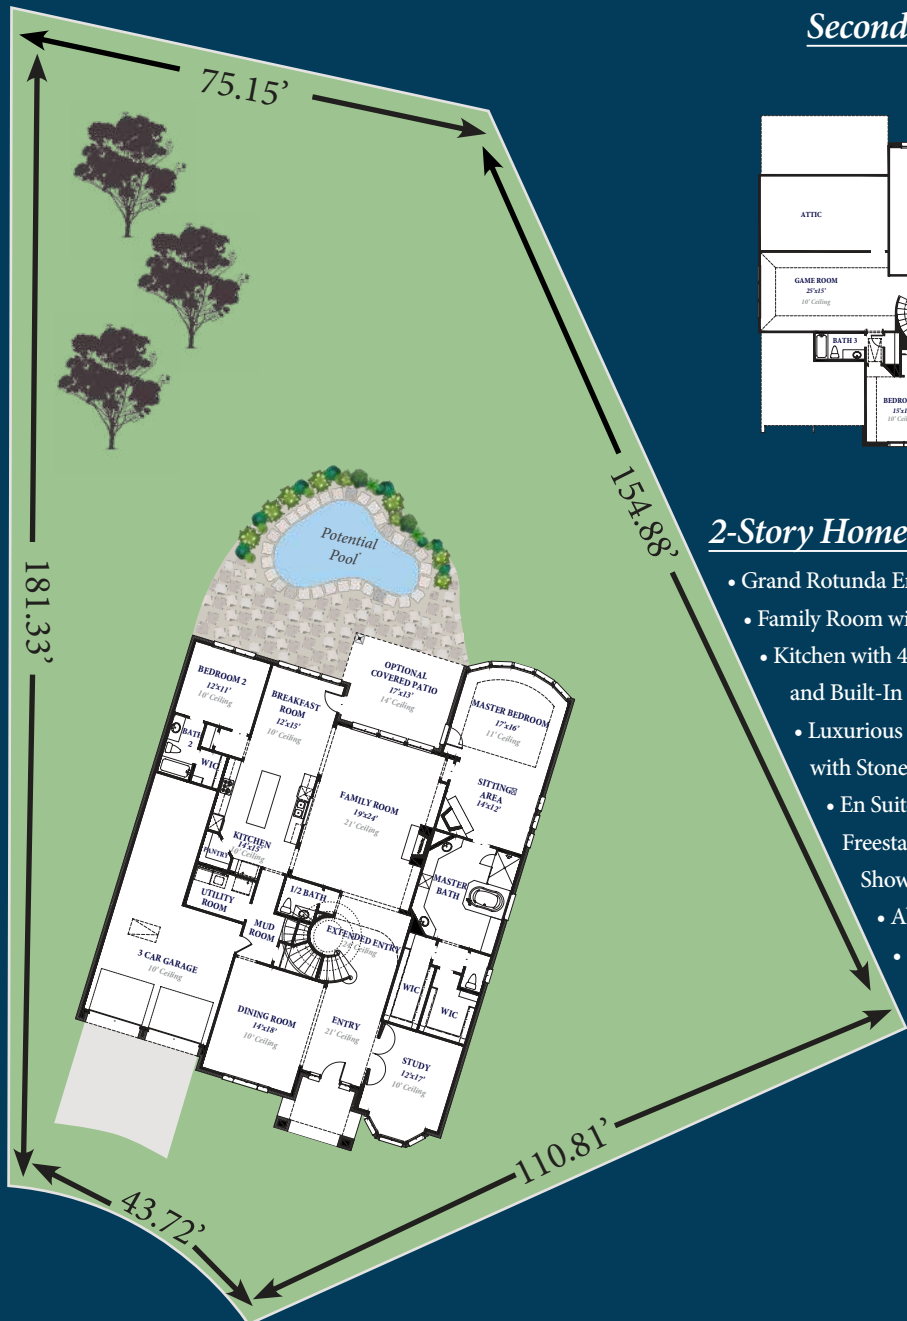 Second
75.15’
ATTIC
GAME ROOM
25'x15'
10' Ceiling
BATH 3
154.88’
Potential
Pool
2-Story Home
• Grand Rotunda
• Family Room
• Kitchen with
and Built-In
• Luxurious
with Stone
• En
181.33’
OPTIONAL
COVERED PATIO
17'x13'
14' Ceiling
BEDROOM 2
12'x11'
10' Ceiling
BREAKFAST
ROOM
12'x15'
10' Ceiling
MASTER BEDROOM
17'x16'
11' Ceiling
BATH
2
WIC
SITTING
AREA
14'x12'
FAMILY ROOM
19'x24'
21' Ceiling
KITCHEN
14'x15'
10' Ceiling
PANTRY
MASTER
BATH
UTILITY
ROOM
1/2 BATH
MUD
ROOM
EXTENDED ENTRY
Ceiling
3 CAR GARAGE
10' Ceiling
WIC
WIC
DINING ROOM
14'x18'
10' Ceiling
ENTRY
21' Ceiling
STUDY
12'x17'
10' Ceiling
110.81’
43.72’